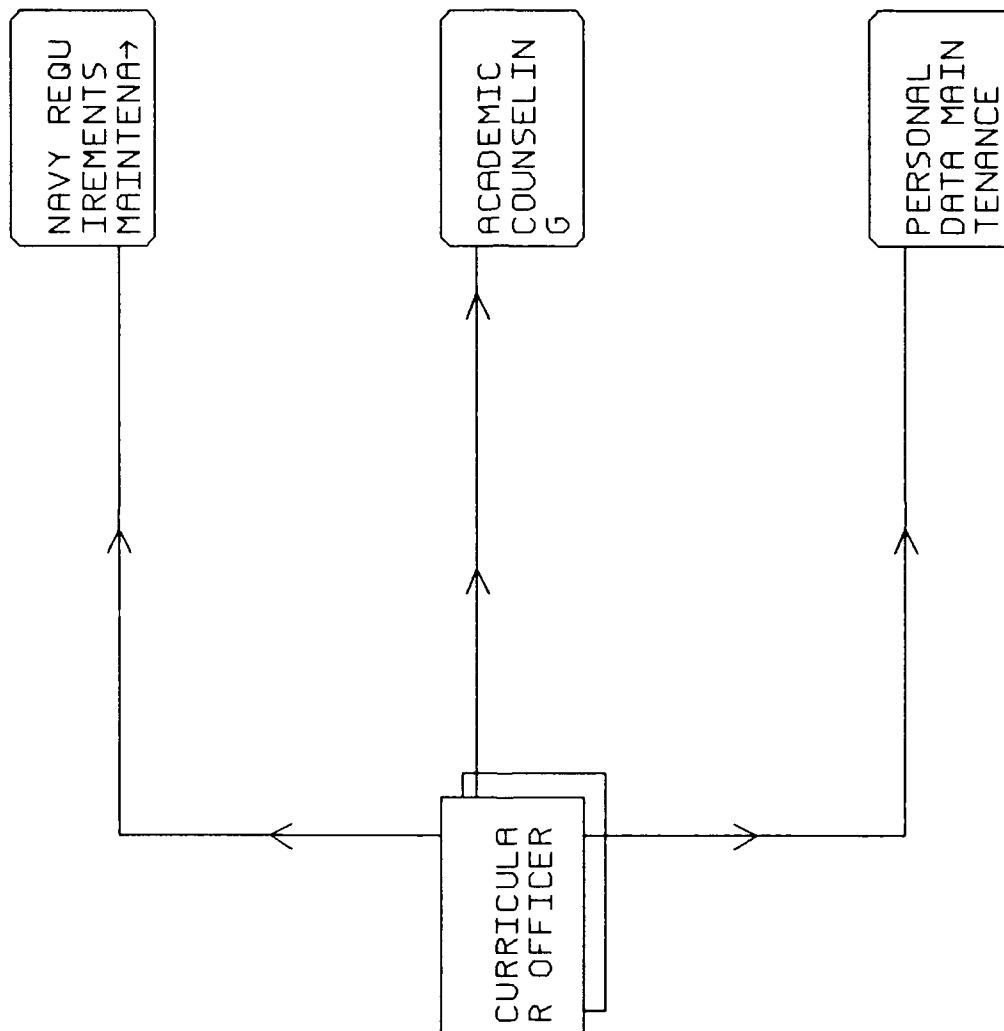 NAVY REQU
IREMENTS
MAINTENA→
ACADEMIC
COUNSELIN
G
PERSONAL
DATA MAIN
TENANCE
CURRICULA
R OFFICER